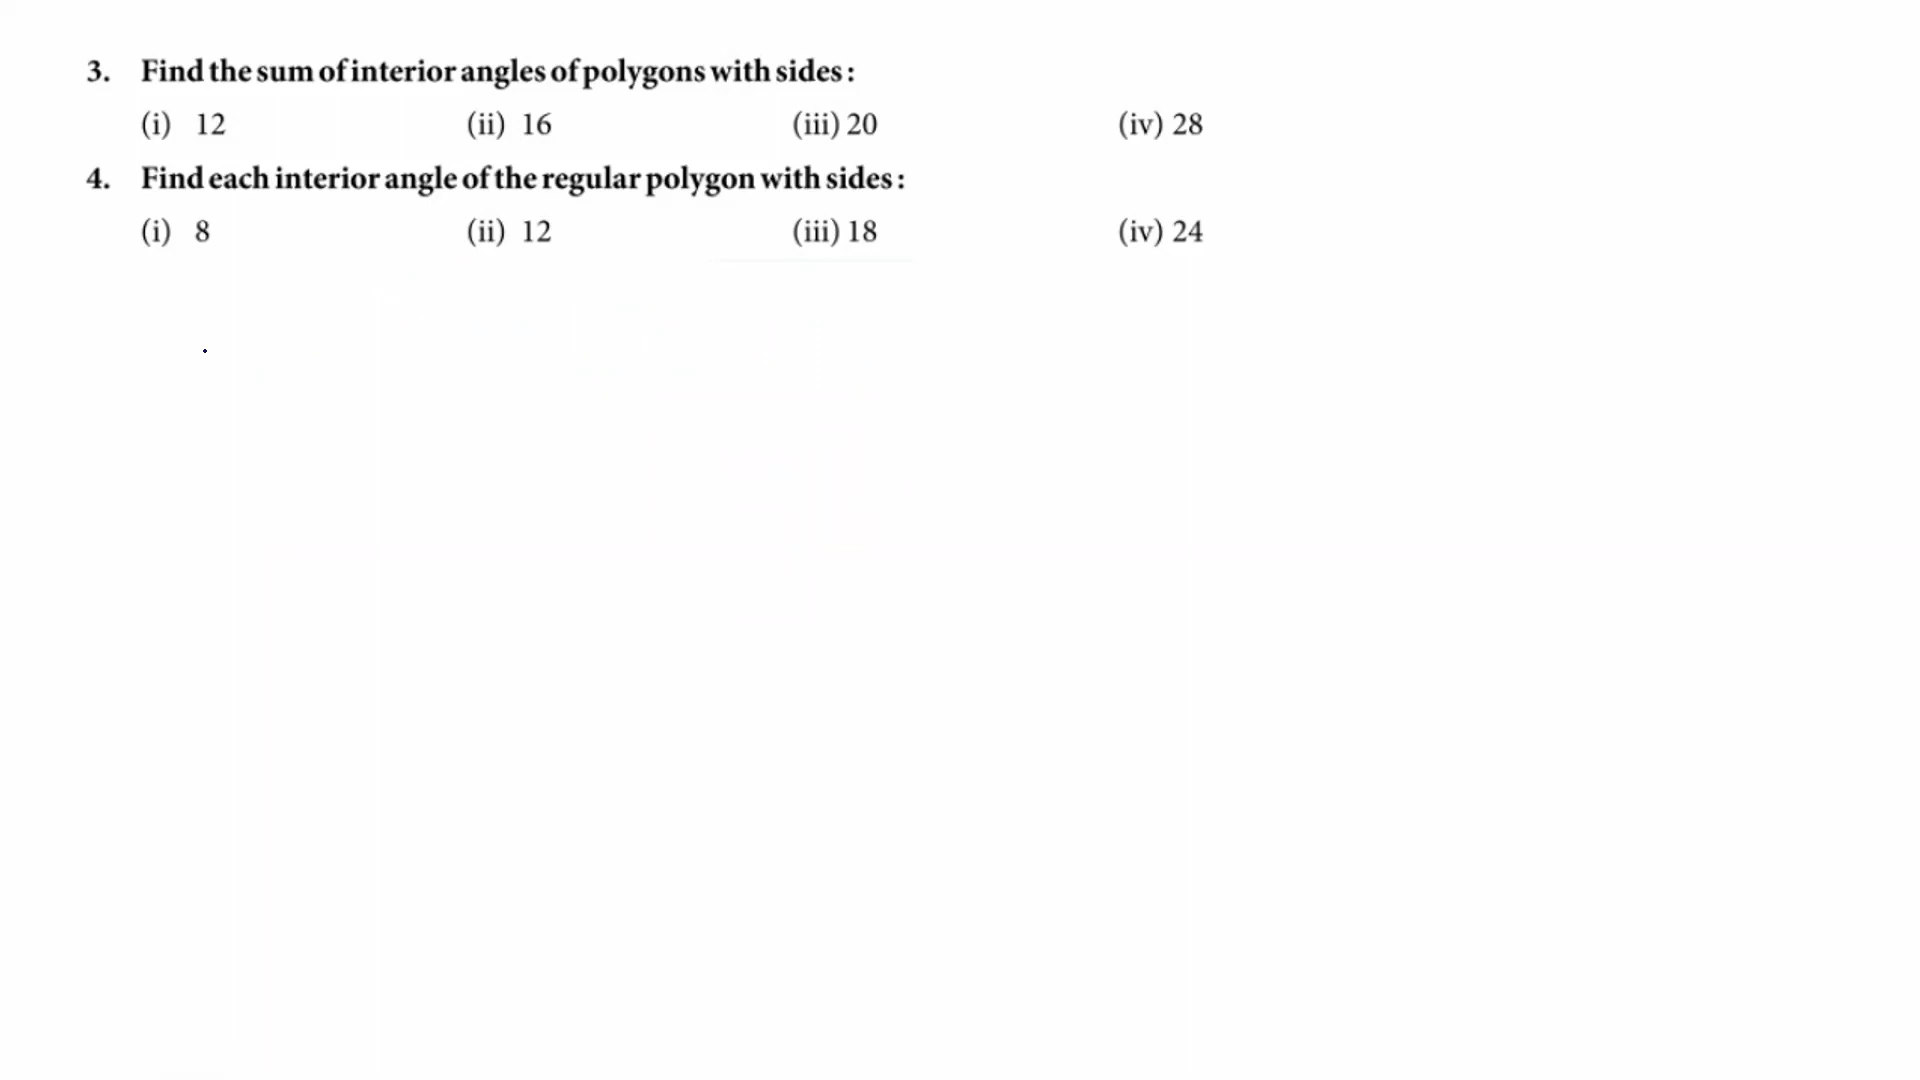 3. Find the sum of interior angles of polygons with sides:
(i) 12 (ii) 16 (iii) 20 (iv) 28
4. Find each interior angle of the regular polygon with sides:
(i) 8 (ii) 12 (iii) 18 (iv) 24